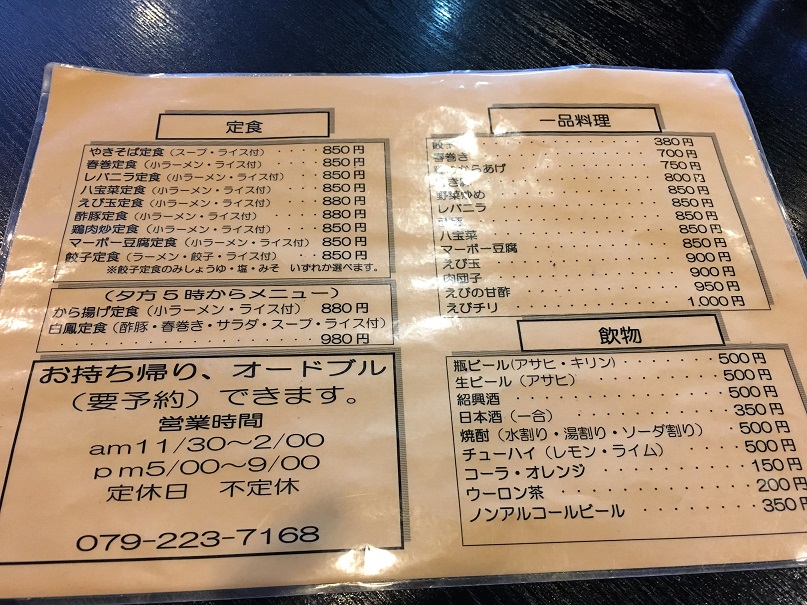 定食
やきそば定食(スープ・ライス付)・・・・・850円
春巻定食(小ラーメン・ライス付)・・・・・850円
レバニラ定食(小ラーメン・ライス付)・・・850円
八宝菜定食(小ラーメン・ライス付)・・・・850円
えび玉定食(小ラーメン・ライス付)・・・・880円
酢豚定食(小ラーメン・ライス付)・・・・・850円
鶏肉炒定食(小ラーメン・ライス付)・・・・850円
マーボー豆腐定食(小ラーメン・ライス付)・850円
餃子定食(ラーメン・餃子・ライス付)・・・850円
※餃子定食のみしょうゆ・塩・みそ いずれか選べます。
(夕方5時からメニュー)
から揚げ定食(小ラーメン・ライス付) 880円
白鳳定食(酢豚・春巻き・サラダ・スープ・ライス付)
・・・・・・・・・・・・・・・・980円
お持ち帰り、オードブル
(要予約)できます。
営業時間
am11/30～2/00
pm5/00～9/00
定休日 不定休
079-223-7168
一品料理
餃子 380円
春巻き 700円
からあげ 750円
800円
野菜炒め 850円
レバニラ 850円
850円
八宝菜 850円
マーボー豆腐 850円
えび玉 900円
肉団子 900円
えびの甘酢 950円
えびチリ 1,000円
飲物
瓶ビール(アサヒ・キリン)・・・・・・500円
生ビール(アサヒ)・・・・・・・・・・500円
紹興酒・・・・・・・・・・・・・・・500円
日本酒(一合)・・・・・・・・・・・・350円
焼酎(水割り・湯割り・ソーダ割り)・・500円
チューハイ(レモン・ライム)・・・・・500円
コーラ・オレンジ・・・・・・・・・・150円
ウーロン茶・・・・・・・・・・・・・200円
ノンアルコールビール・・・・・・・・350円